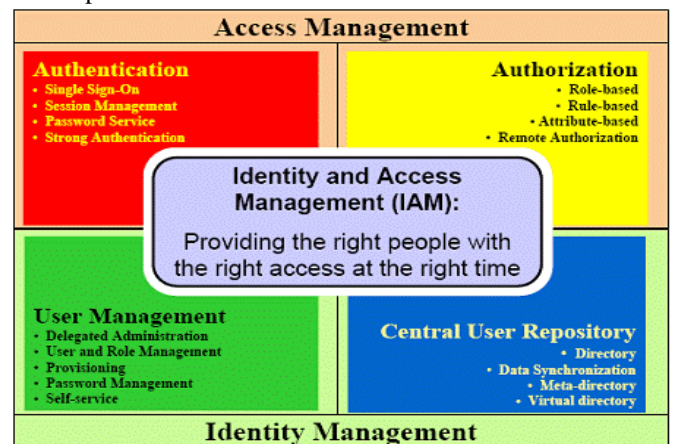 Access Management
Authentication
• Single Sign-On
• Session Management
• Password Service
• Strong Authentication
Authorization
• Role-based
• Rule-based
• Attribute-based
• Remote Authorization
Identity and Access
Management (IAM):
Providing the right people with
the right access at the right time
User Management
• Delegated Administration
• User and Role Management
• Provisioning
• Password Management
• Self-service
Central User Repository
• Directory
• Data Synchronization
• Meta-directory
• Virtual directory
Identity Management